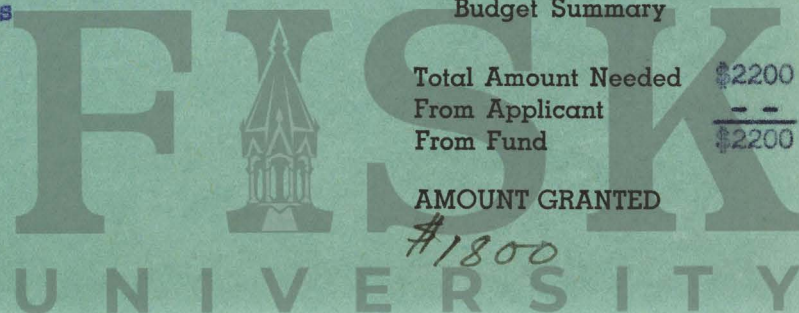 s
Budget Summary
Total Amount Needed $2200
From Applicant - -
From Fund $2200
AMOUNT GRANTED
$1800
FISK
UNIVERSITY